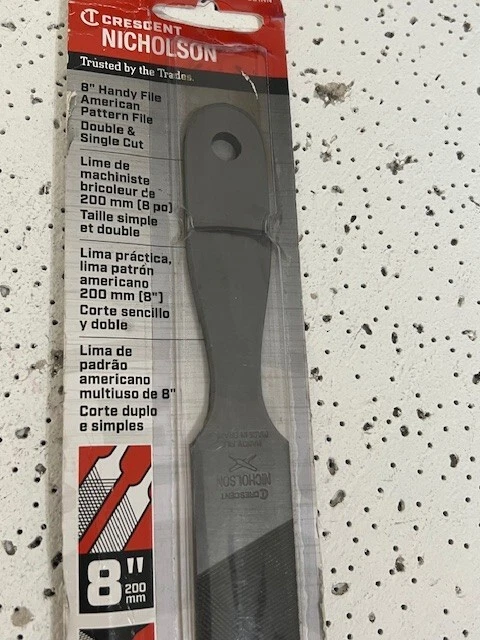 CRESCENT
NICHOLSON
Trusted by the Trades.
8" Handy File
American
Pattern File
Double &
Single Cut
Lime de
machiniste
bricoleur de
200 mm (8 po)
Taille simple
et double
Lima práctica,
lima patrón
americano
200 mm (8")
Corte sencillo
y doble
Lima de
padrão
americano
multiuso de 8"
Corte duplo
e simples
8"
200
mm
CRESCENT
NICHOLSON